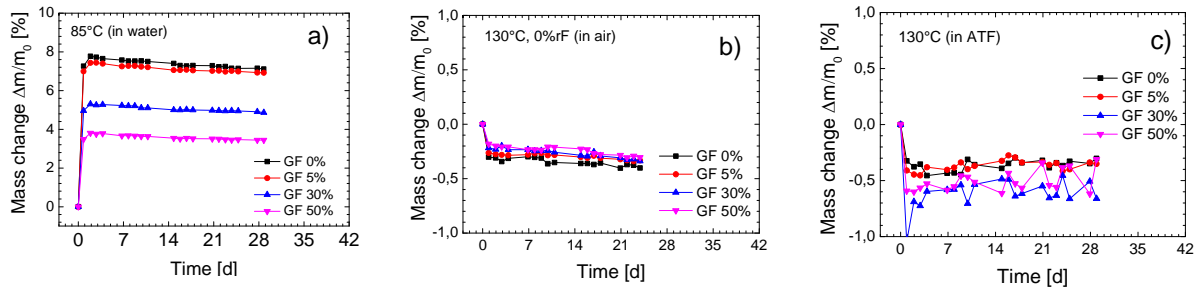 Mass change Δm/m0 [%]
10
8
6
4
2
0
85°C (in water)
a)
GF 0%
GF 5%
GF 30%
GF 50%
0 7 14 21 28 35 42
Time [d]
Mass change Δm/m0 [%]
1,0
0,5
0,0
-0,5
-1,0
130°C, 0%rF (in air)
b)
GF 0%
GF 5%
GF 30%
GF 50%
0 7 14 21 28 35 42
Time [d]
Mass change Δm/m0 [%]
1,0
0,5
0,0
-0,5
-1,0
130°C (in ATF)
c)
GF 0%
GF 5%
GF 30%
GF 50%
0 7 14 21 28 35 42
Time [d]